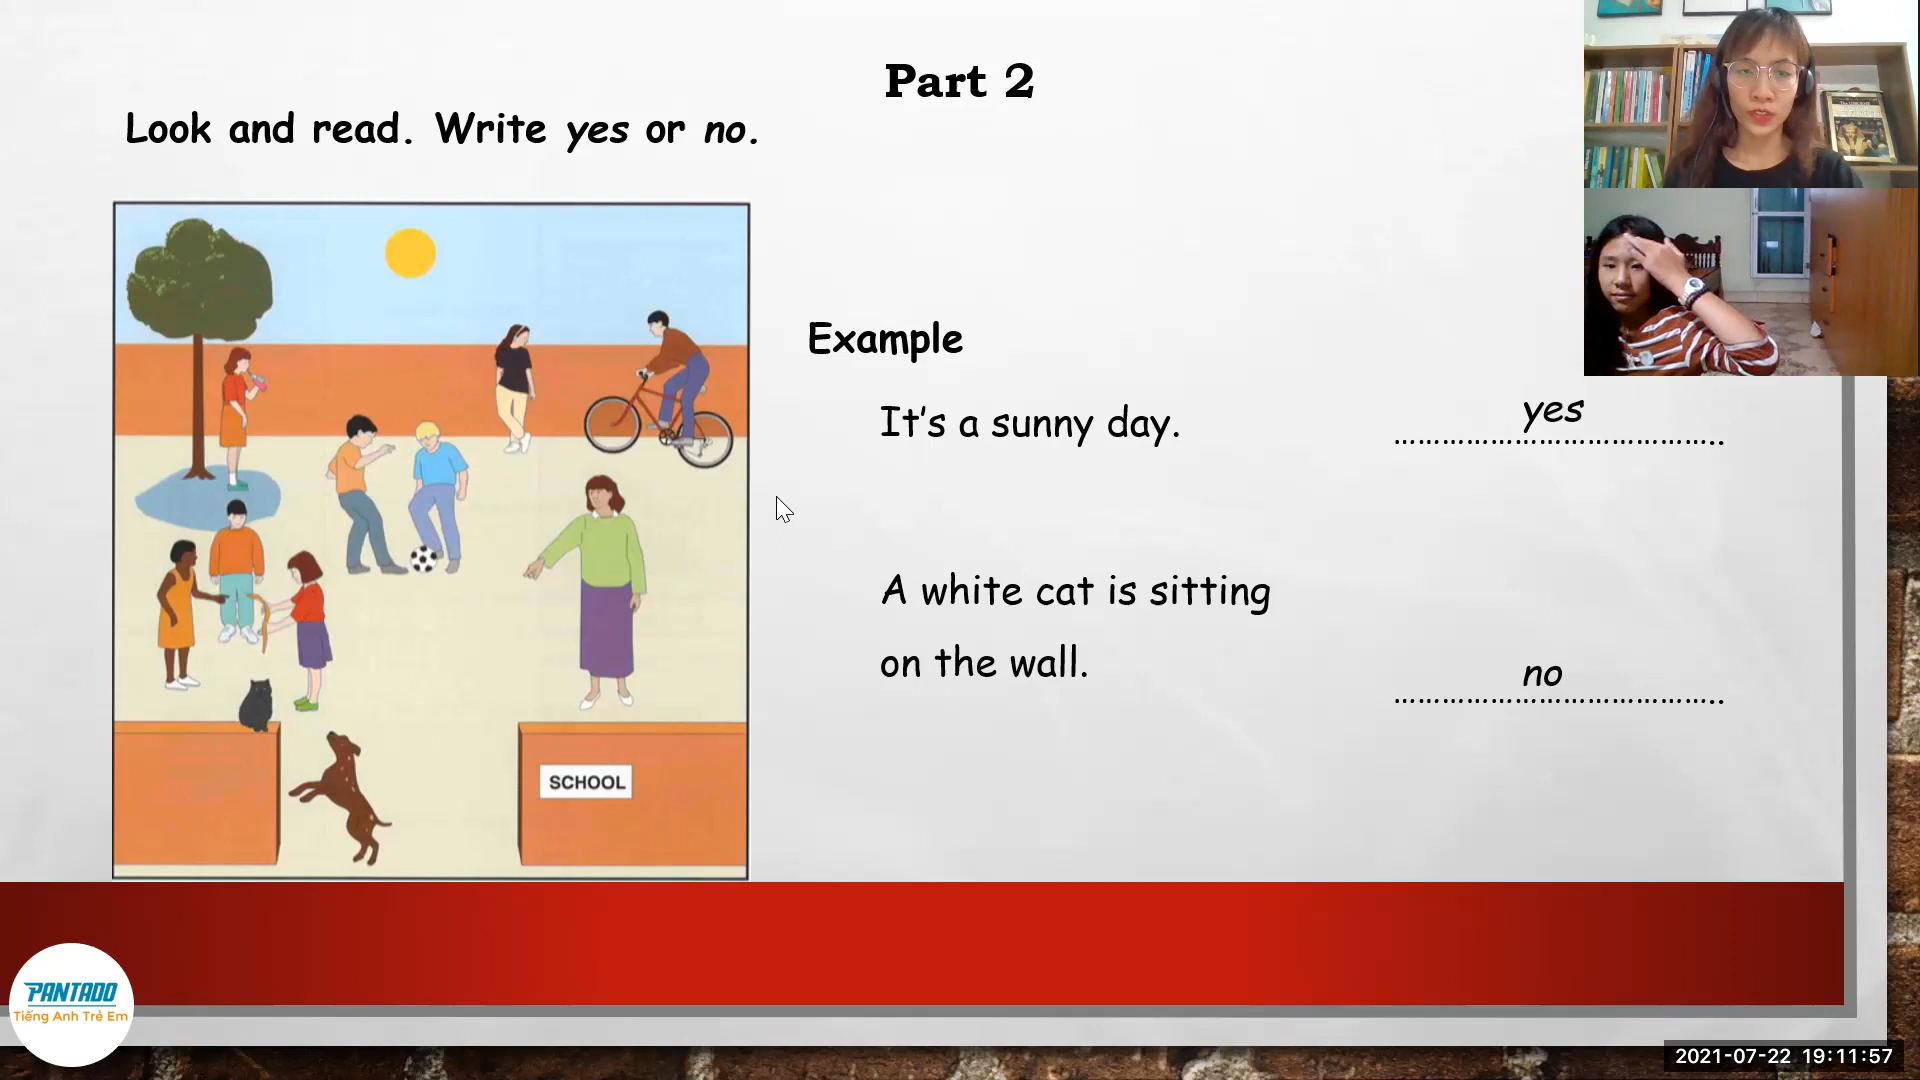 Part 2
Look and read. Write yes or no.
Example
It's a sunny day.
yes
A white cat is sitting
on the wall.
no
SCHOOL
PANTADO
Tiếng Anh Trẻ Em
2021-07-22 19:11:57